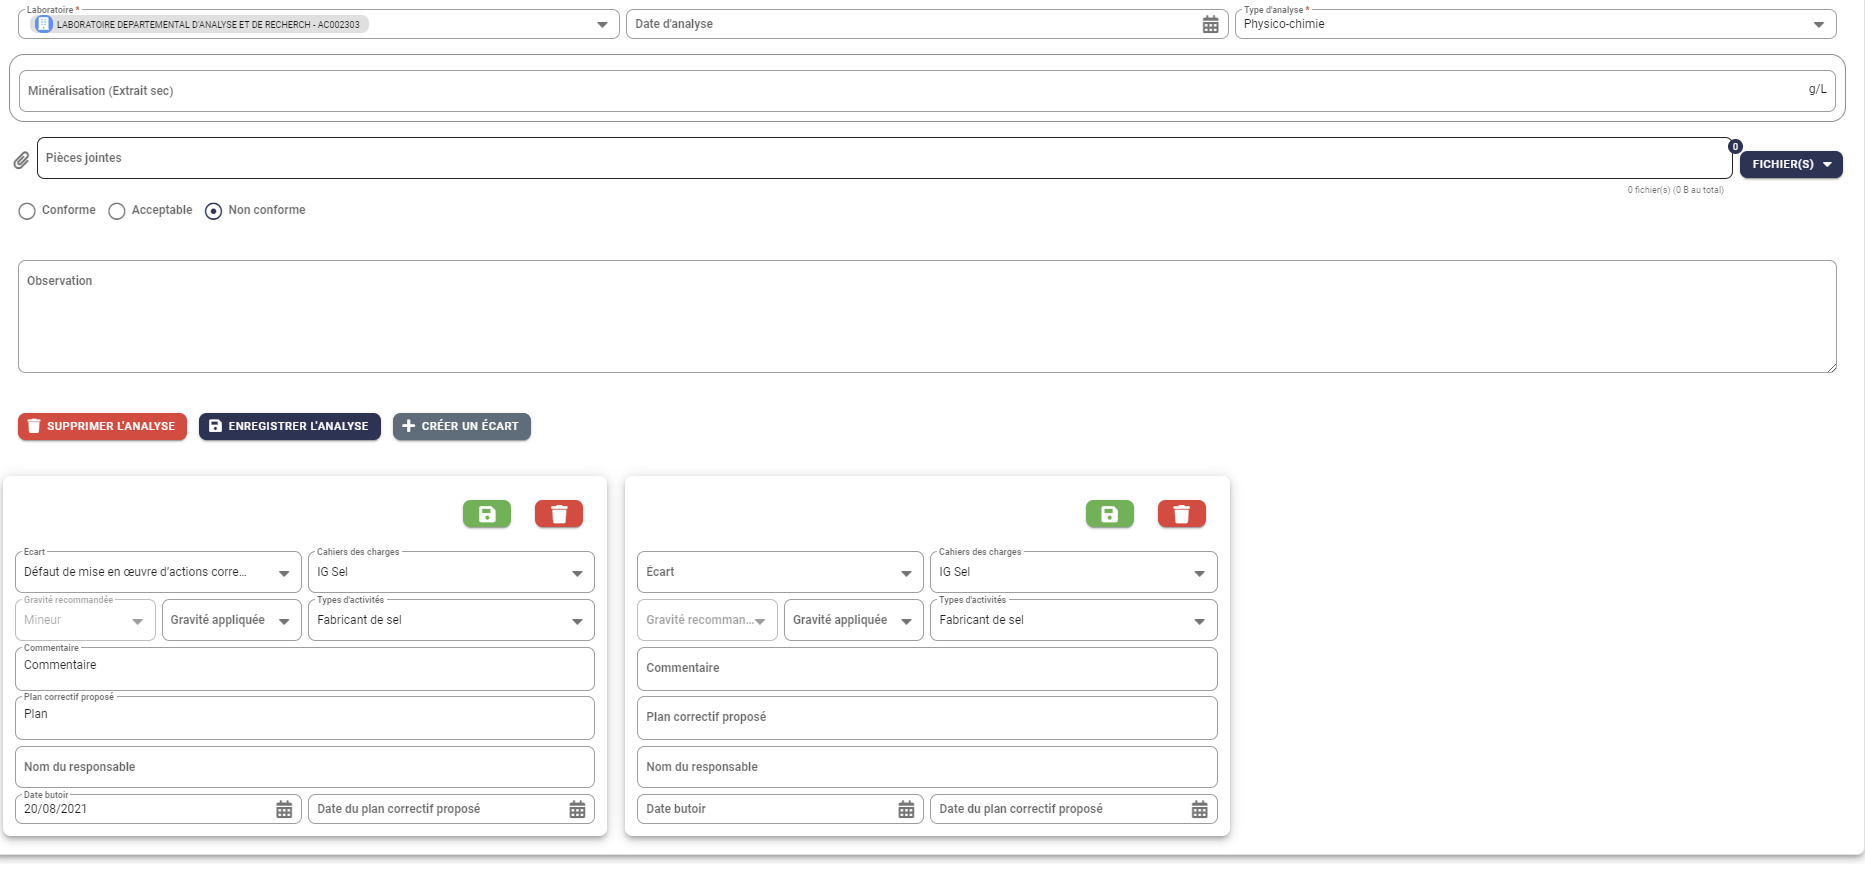 Laboratoire *
LABORATOIRE DEPARTEMENTAL D'ANALYSE ET DE RECHERCH - AC002303
Date d'analyse
Type d'analyse *
Physico-chimie
Minéralisation (Extrait sec)
g/L
Pièces jointes
0
FICHIER(S)
0 fichier(s) (0 B au total)
Conforme
Acceptable
Non conforme
Observation
SUPPRIMER L'ANALYSE
ENREGISTRER L'ANALYSE
CRÉER UN ÉCART
Ecart
Défaut de mise en œuvre d'actions corre...
Cahiers des charges
IG Sel
Gravité recommandée
Mineur
Gravité appliquée
Types d'activités
Fabricant de sel
Commentaire
Commentaire
Plan correctif proposé
Plan
Nom du responsable
Date butoir
20/08/2021
Date du plan correctif proposé
Écart
Cahiers des charges
IG Sel
Gravité recomman...
Gravité appliquée
Types d'activités
Fabricant de sel
Commentaire
Plan correctif proposé
Nom du responsable
Date butoir
Date du plan correctif proposé